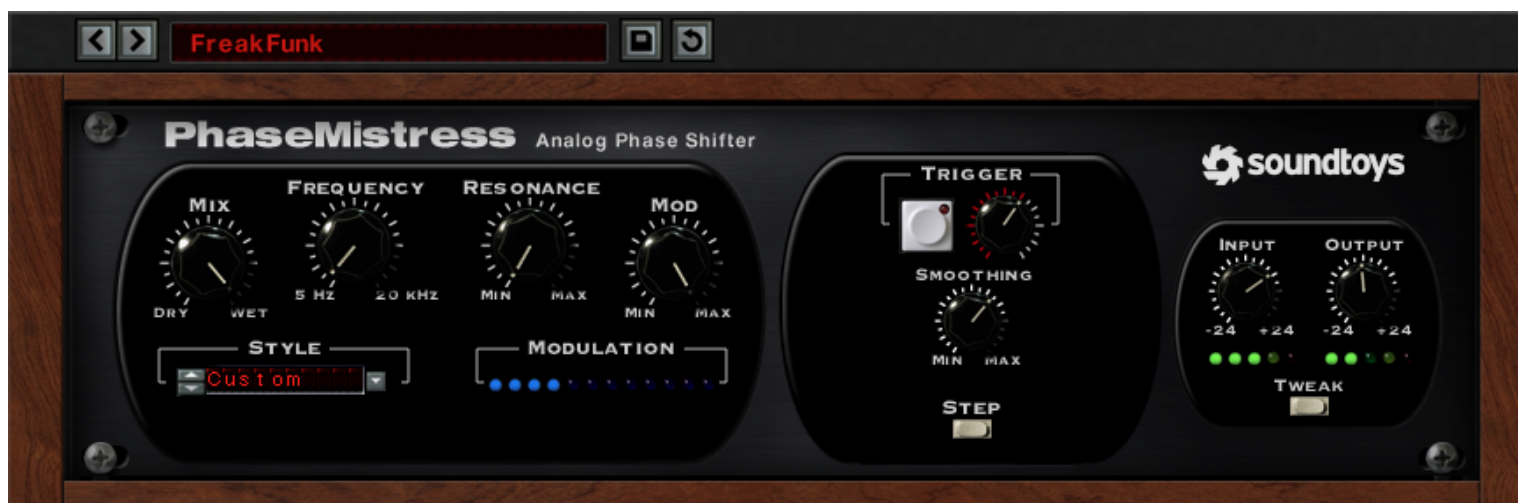 FreakFunk
PhaseMistress Analog Phase Shifter
soundtoys
MIX
FREQUENCY
RESONANCE
MOD
DRY WET
5 HZ 20 KHZ
MIN MAX
MIN MAX
STYLE
Custom
MODULATION
TRIGGER
SMOOTHING
MIN MAX
STEP
INPUT OUTPUT
-24 +24 -24 +24
TWEAK